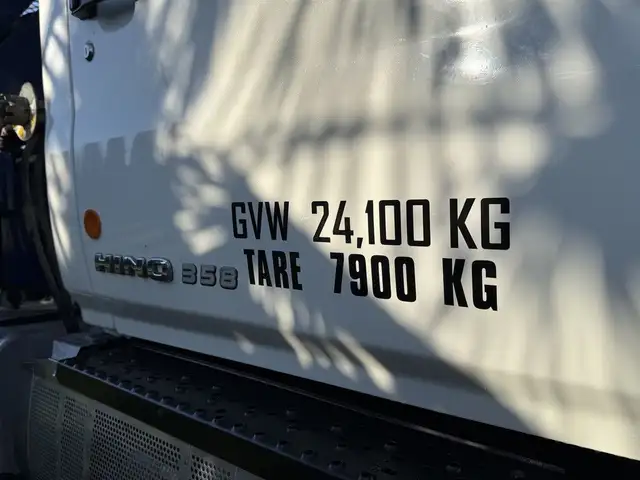 GVW 24,100 KG
TARE 7900 KG
HINO 358